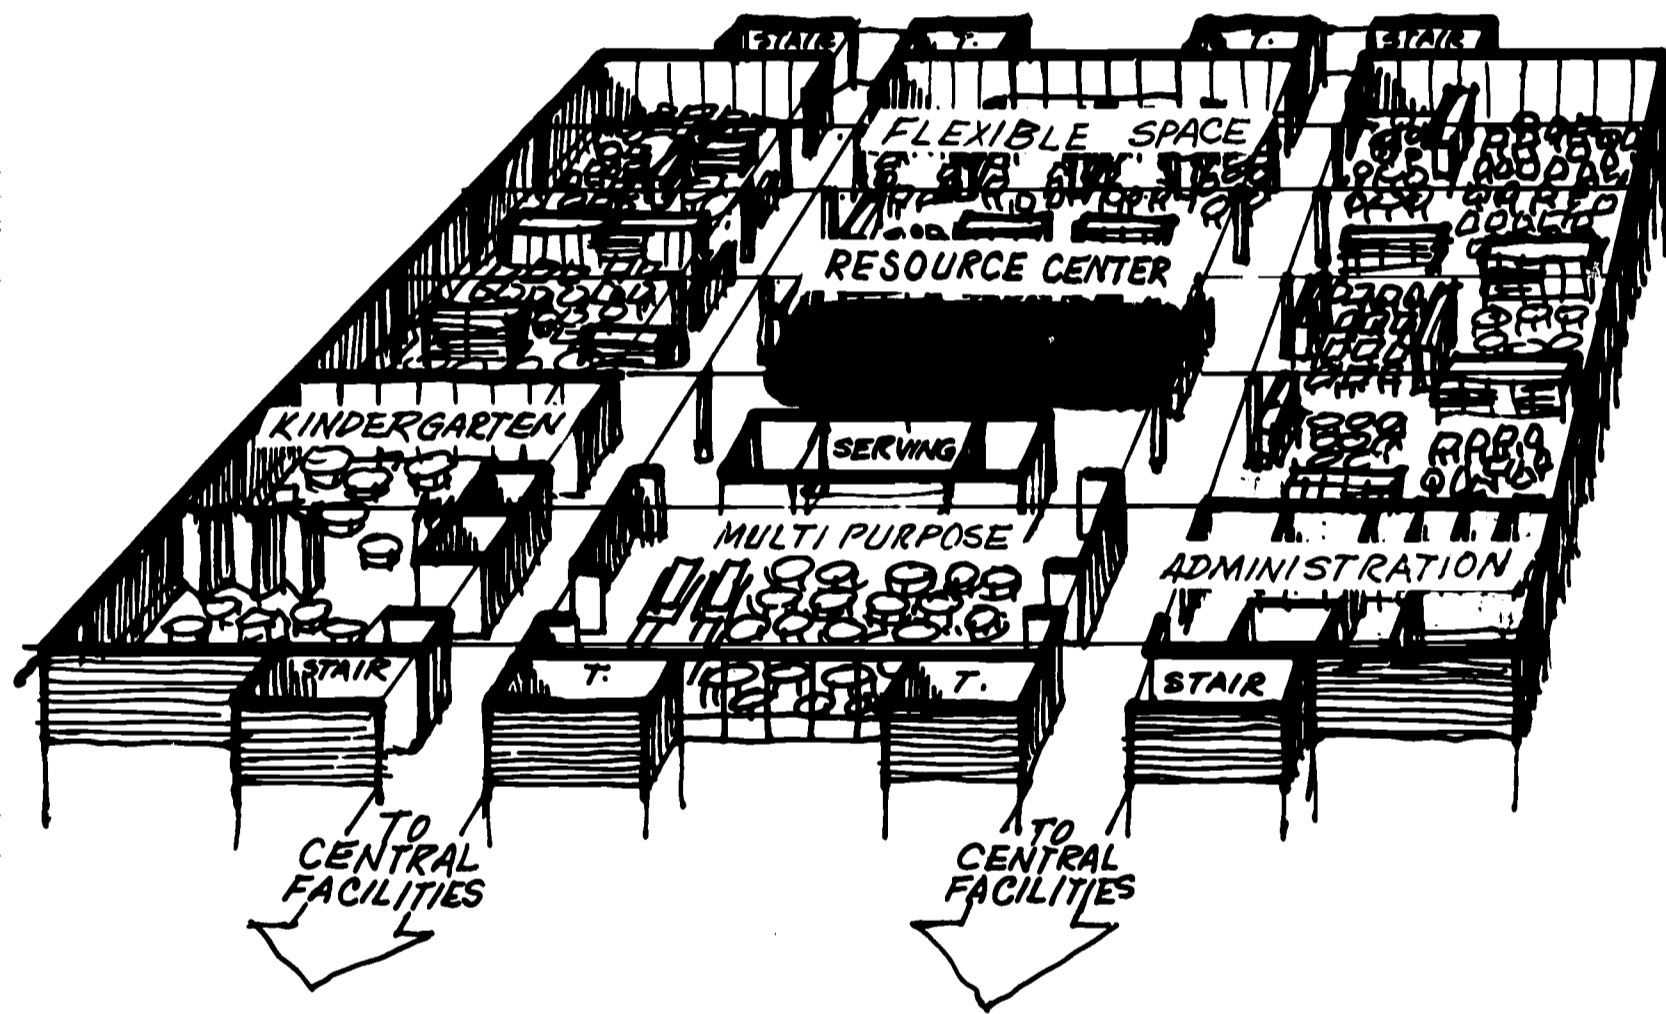 STAIR
T.
T.
STAIR
FLEXIBLE SPACE
RESOURCE CENTER
KINDERGARTEN
SERVING
MULTI PURPOSE
ADMINISTRATION
STAIR
T.
T.
STAIR
TO
CENTRAL
FACILITIES
TO
CENTRAL
FACILITIES